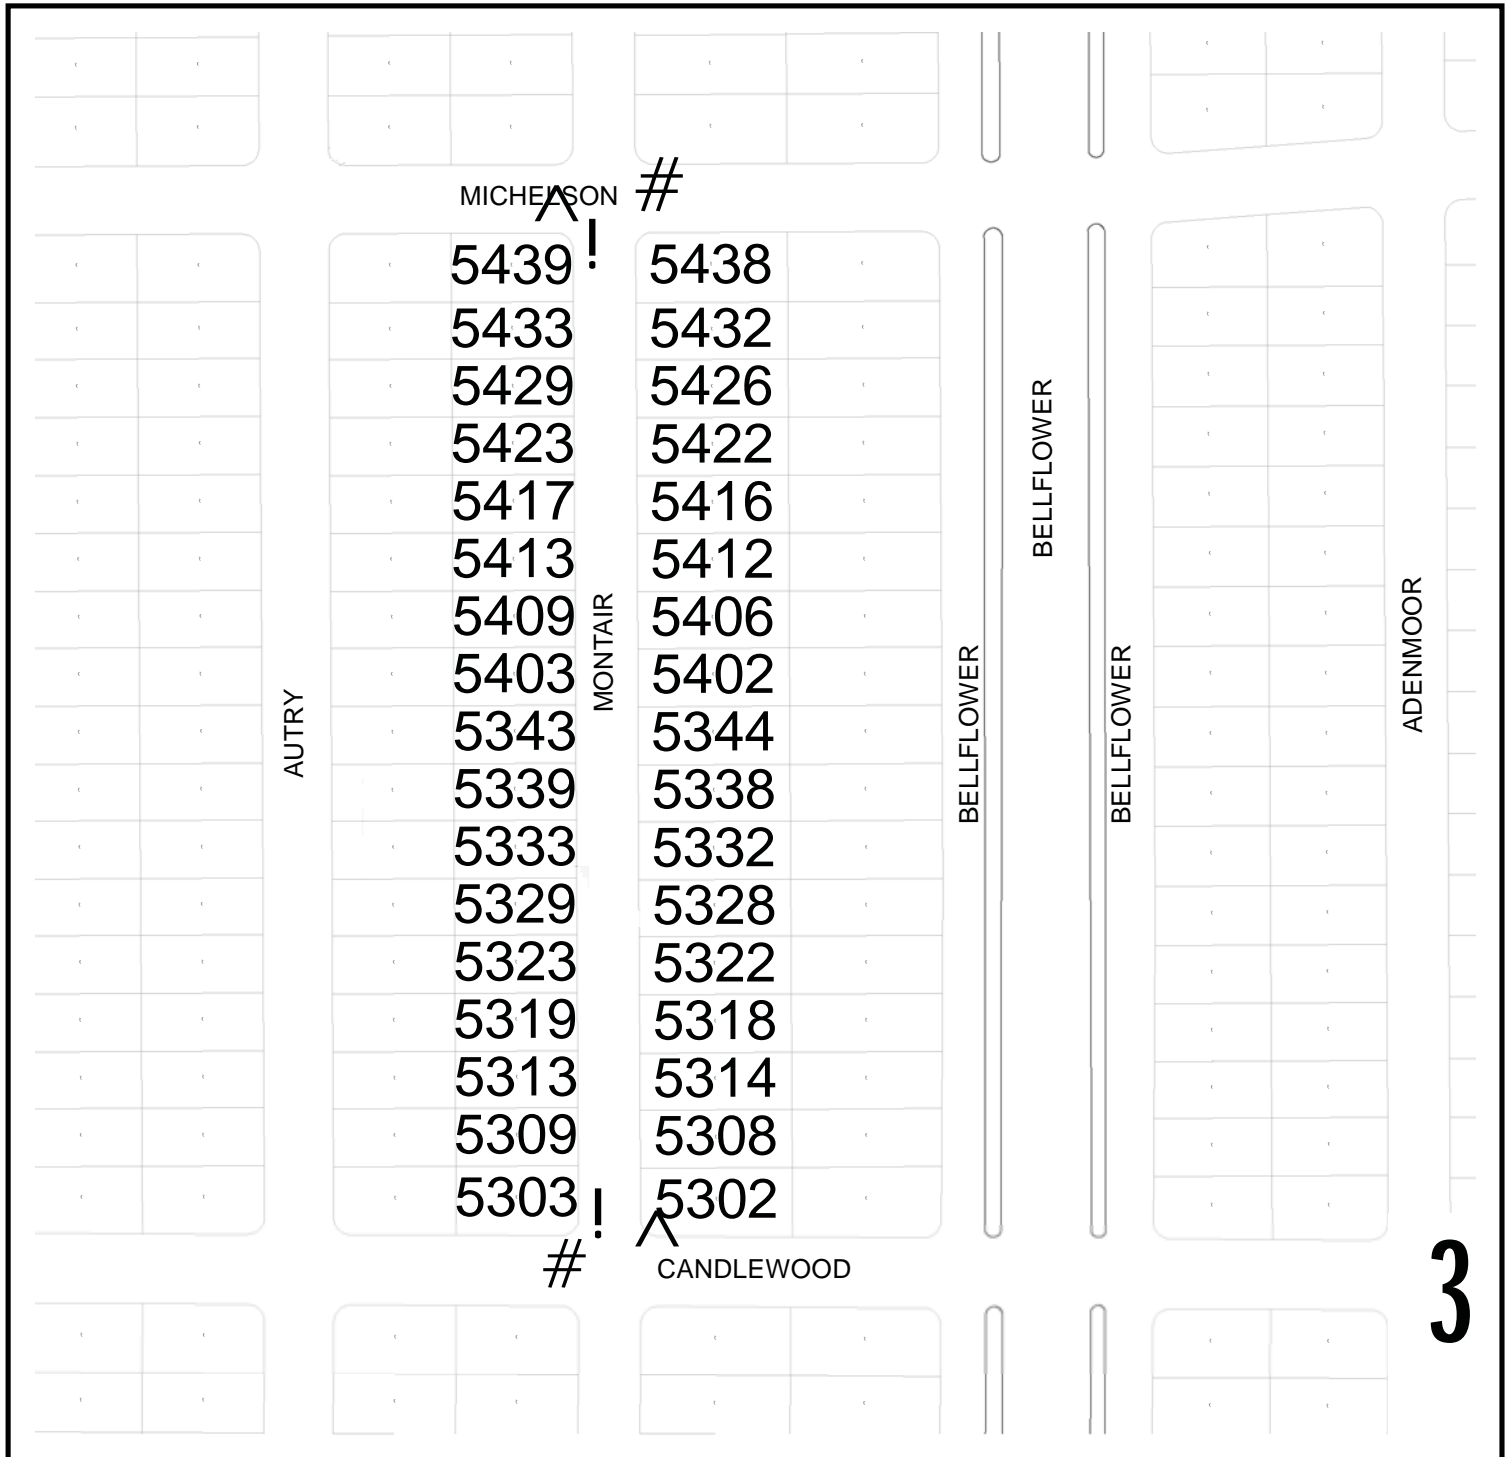 MICHELSON #
^
!
5439 5438
5433 5432
5429 5426
5423 5422
5417 5416
5413 5412
5409 5406
5403 5402
5343 5344
5339 5338
5333 5332
5329 5328
5323 5322
5319 5318
5313 5314
5309 5308
5303 ! 5302
^
# CANDLEWOOD
AUTRY
MONTAIR
BELLFLOWER
BELLFLOWER
BELLFLOWER
ADENMOOR
3